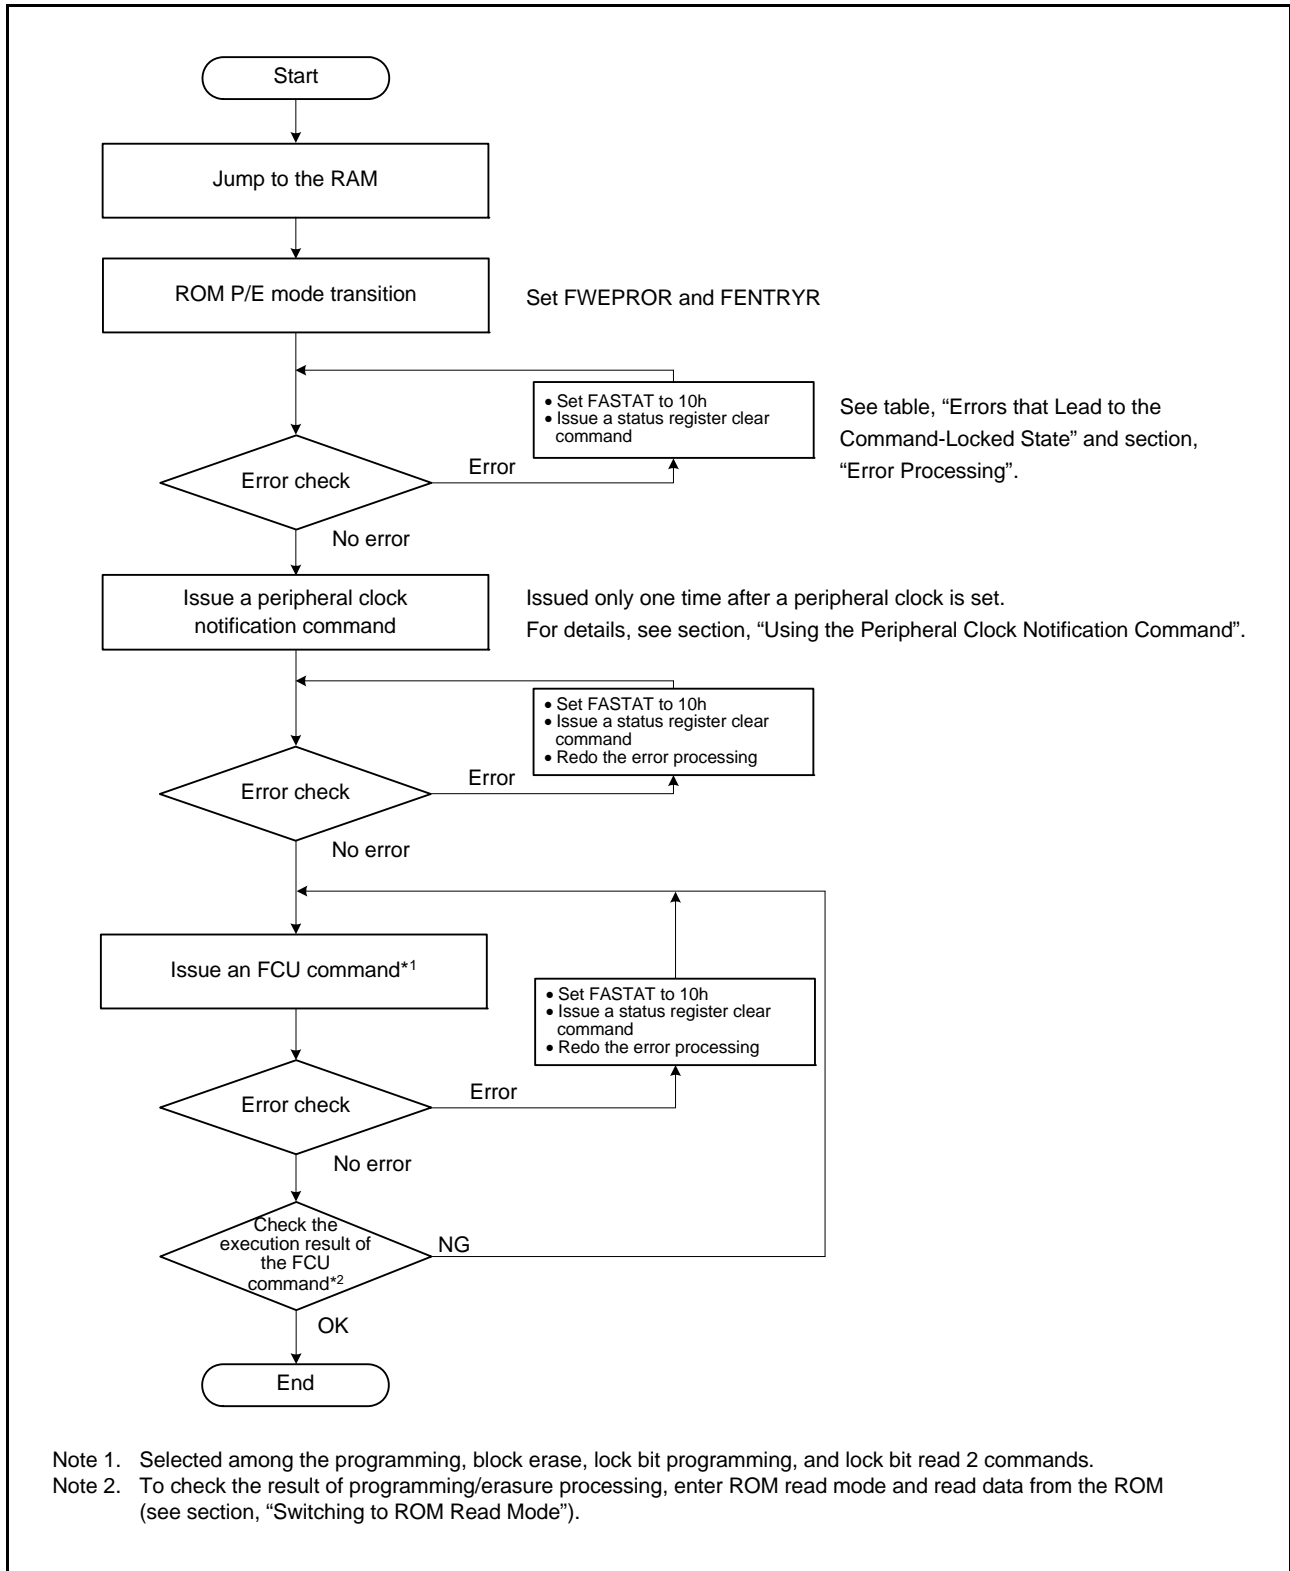 Start
Jump to the RAM
ROM P/E mode transition
Set FWEPROR and FENTRYR
• Set FASTAT to 10h
• Issue a status register clear
command
See table, “Errors that Lead to the
Command-Locked State” and section,
“Error Processing”.
Error check
Error
No error
Issue a peripheral clock
notification command
Issued only one time after a peripheral clock is set.
For details, see section, “Using the Peripheral Clock Notification Command”.
• Set FASTAT to 10h
• Issue a status register clear
command
• Redo the error processing
Error check
Error
No error
Issue an FCU command*1
• Set FASTAT to 10h
• Issue a status register clear
command
• Redo the error processing
Error check
Error
No error
Check the
execution result of
the FCU
command*2
NG
OK
End
Note 1. Selected among the programming, block erase, lock bit programming, and lock bit read 2 commands.
Note 2. To check the result of programming/erasure processing, enter ROM read mode and read data from the ROM
(see section, “Switching to ROM Read Mode”).